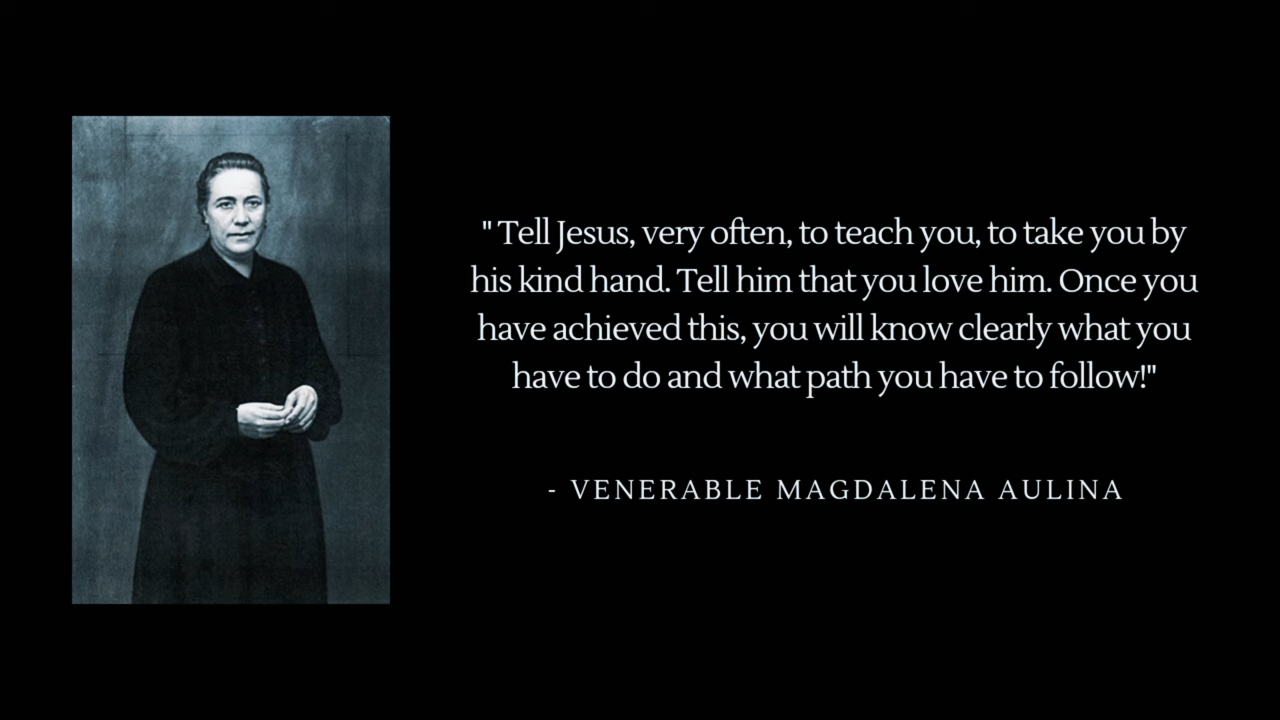 " Tell Jesus, very often, to teach you, to take you by
his kind hand. Tell him that you love him. Once you
have achieved this, you will know clearly what you
have to do and what path you have to follow!"
- VENERABLE MAGDALENA AULINA